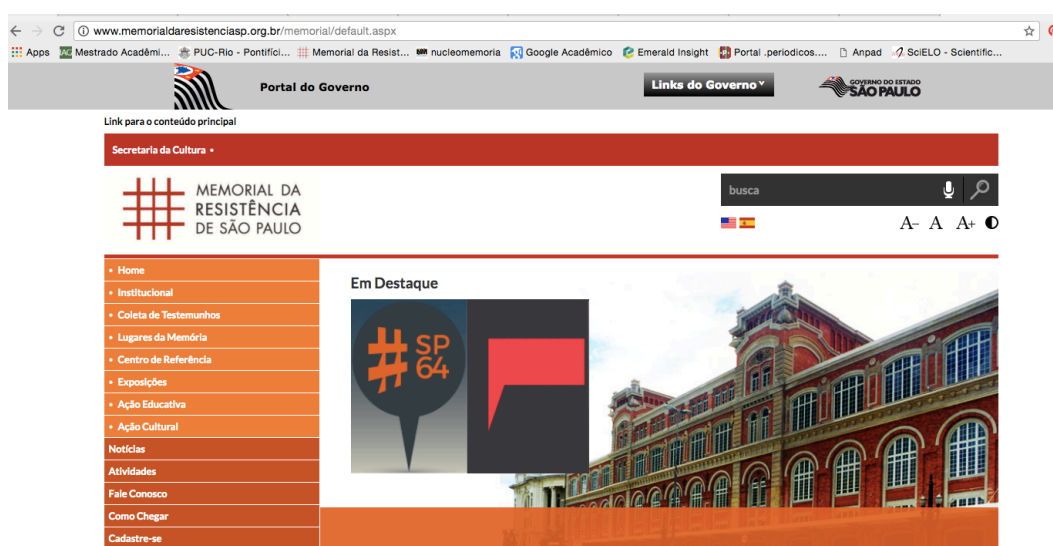 www.memorialdaresistenciasp.org.br/memorial/default.aspx
Apps Mestrado Acadêmi... PUC-Rio - Pontifíci... Memorial da Resist... nucleomemoria Google Acadêmico Emerald Insight Portal .periodicos.... Anpad SciELO - Scientific...
Portal do Governo
Links do Governo
GOVERNO DO ESTADO
SÃO PAULO
Link para o conteúdo principal
Secretaria da Cultura •
MEMORIAL DA
RESISTÊNCIA
DE SÃO PAULO
busca
A- A A+
• Home
• Institucional
• Coleta de Testemunhos
• Lugares da Memória
• Centro de Referência
• Exposições
• Ação Educativa
• Ação Cultural
Notícias
Atividades
Fale Conosco
Como Chegar
Cadastre-se
Em Destaque
# SP
64